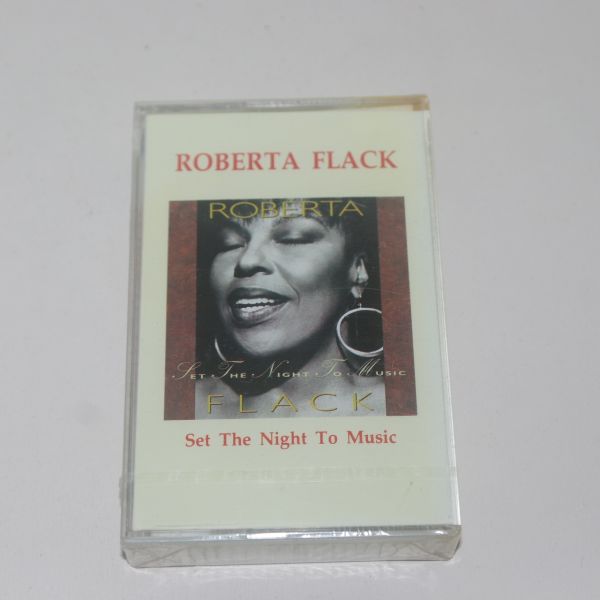 ROBERTA FLACK
ROBERTA
Set • The • Night • To • Music
FLACK
Set The Night To Music